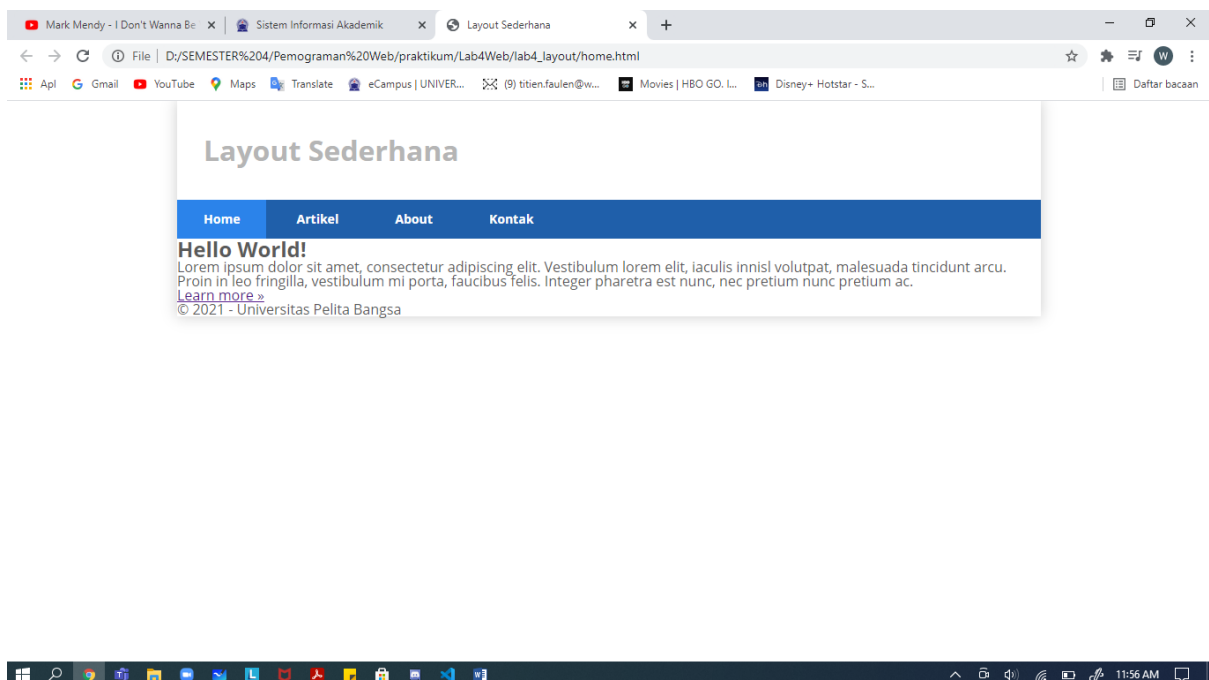 Mark Mendy - I Don't Wanna Be
Sistem Informasi Akademik
Layout Sederhana
File | D:/SEMESTER%204/Pemograman%20Web/praktikum/Lab4Web/lab4_layout/home.html
W
Apl
Gmail
YouTube
Maps
Translate
eCampus | UNIVER...
(9) titien.faulen@w...
Movies | HBO GO. I...
Disney+ Hotstar - S...
Daftar bacaan
Layout Sederhana
Home Artikel About Kontak
Hello World!
Lorem ipsum dolor sit amet, consectetur adipiscing elit. Vestibulum lorem elit, iaculis innisl volutpat, malesuada tincidunt arcu.
Proin in leo fringilla, vestibulum mi porta, faucibus felis. Integer pharetra est nunc, nec pretium nunc pretium ac.
Learn more »
© 2021 - Universitas Pelita Bangsa
11:56 AM